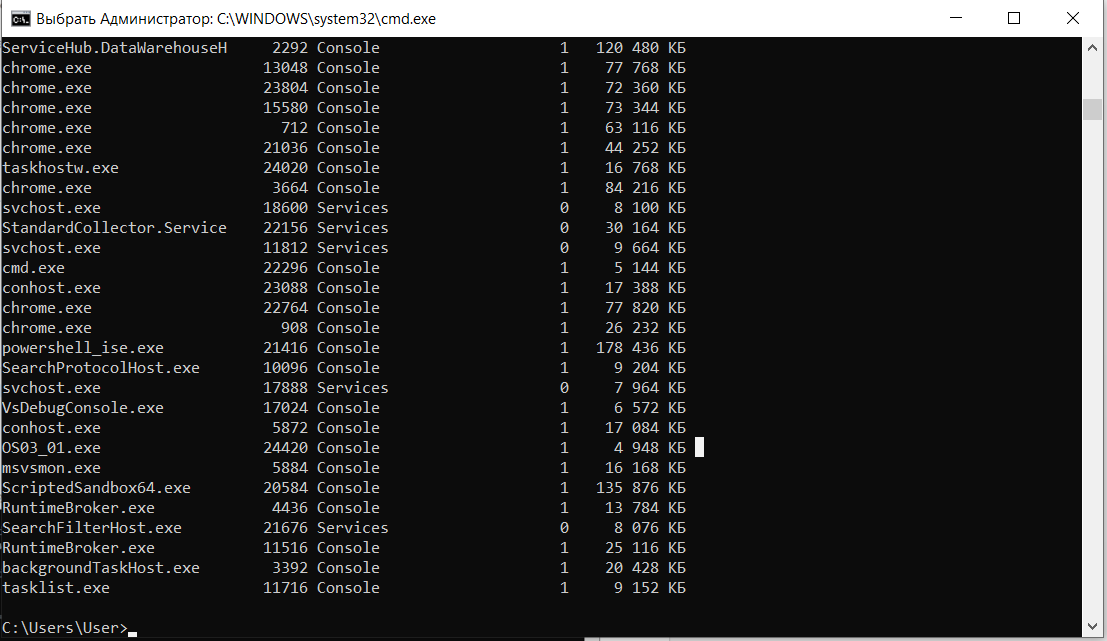 Выбрать Администратор: C:\WINDOWS\system32\cmd.exe
ServiceHub.DataWarehouseH 2292 Console 1 120 480 КБ
chrome.exe 13048 Console 1 77 768 КБ
chrome.exe 23804 Console 1 72 360 КБ
chrome.exe 15580 Console 1 73 344 КБ
chrome.exe 712 Console 1 63 116 КБ
chrome.exe 21036 Console 1 44 252 КБ
taskhostw.exe 24020 Console 1 16 768 КБ
chrome.exe 3664 Console 1 84 216 КБ
svchost.exe 18600 Services 0 8 100 КБ
StandardCollector.Service 22156 Services 0 30 164 КБ
svchost.exe 11812 Services 0 9 664 КБ
cmd.exe 22296 Console 1 5 144 КБ
conhost.exe 23088 Console 1 17 388 КБ
chrome.exe 22764 Console 1 77 820 КБ
chrome.exe 908 Console 1 26 232 КБ
powershell_ise.exe 21416 Console 1 178 436 КБ
SearchProtocolHost.exe 10096 Console 1 9 204 КБ
svchost.exe 17888 Services 0 7 964 КБ
VsDebugConsole.exe 17024 Console 1 6 572 КБ
conhost.exe 5872 Console 1 17 084 КБ
OS03_01.exe 24420 Console 1 4 948 КБ
msvsmon.exe 5884 Console 1 16 168 КБ
ScriptedSandbox64.exe 20584 Console 1 135 876 КБ
RuntimeBroker.exe 4436 Console 1 13 784 КБ
SearchFilterHost.exe 21676 Services 0 8 076 КБ
RuntimeBroker.exe 11516 Console 1 25 116 КБ
backgroundTaskHost.exe 3392 Console 1 20 428 КБ
tasklist.exe 11716 Console 1 9 152 КБ
C:\Users\User>